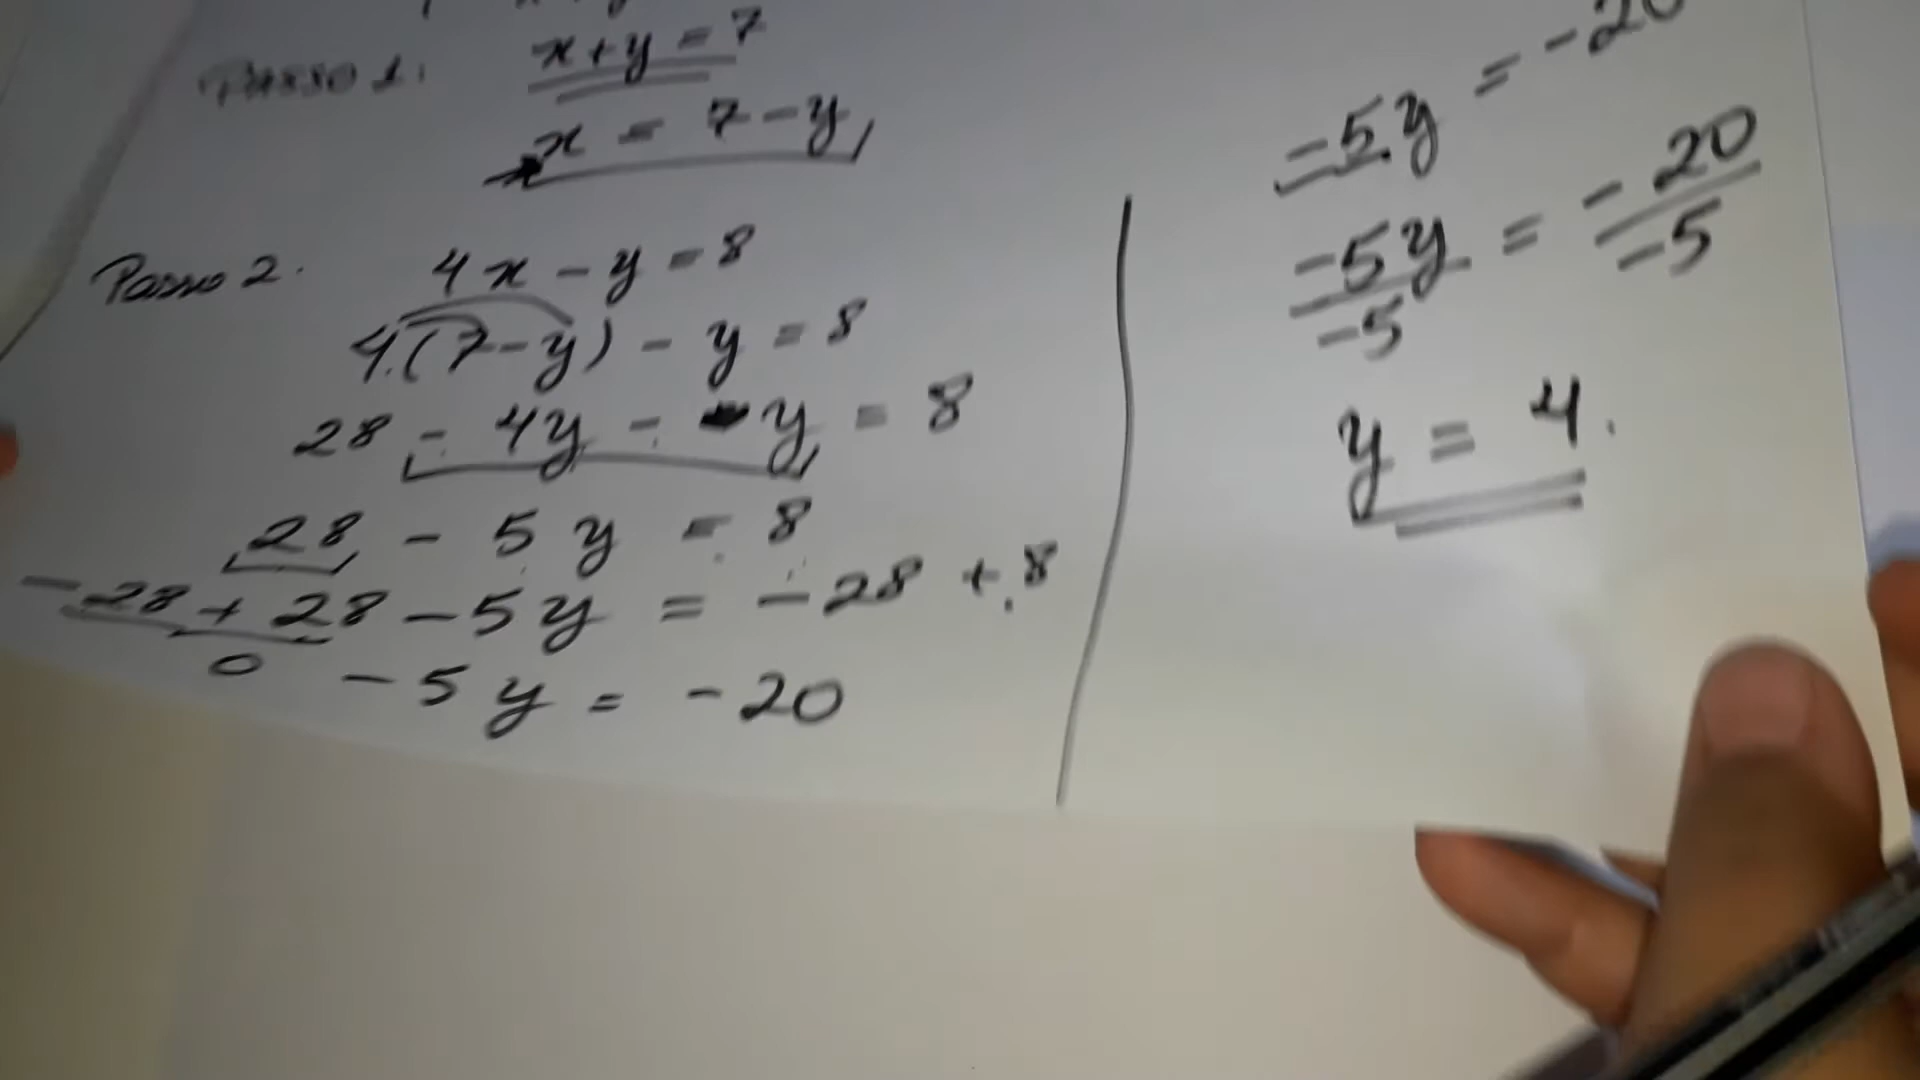 Passo 1:
x + y = 7
x = 7 - y
Passo 2.
4x - y = 8
4.(7 - y) - y = 8
28 - 4y - y = 8
28 - 5y = 8
-28 + 28 - 5y = -28 + 8
0 - 5y = -20
-5.y = -20
-5y = -20
-5 -5
y = 4.